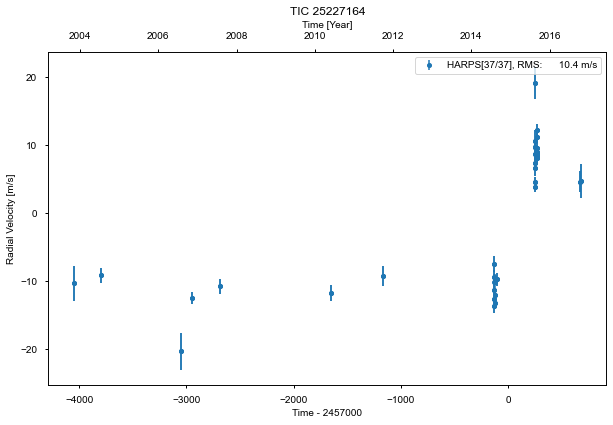 TIC 25227164
Time [Year]
2004 2006 2008 2010 2012 2014 2016
HARPS[37/37], RMS: 10.4 m/s
Radial Velocity [m/s]
20
10
0
−10
−20
−4000 −3000 −2000 −1000 0
Time - 2457000